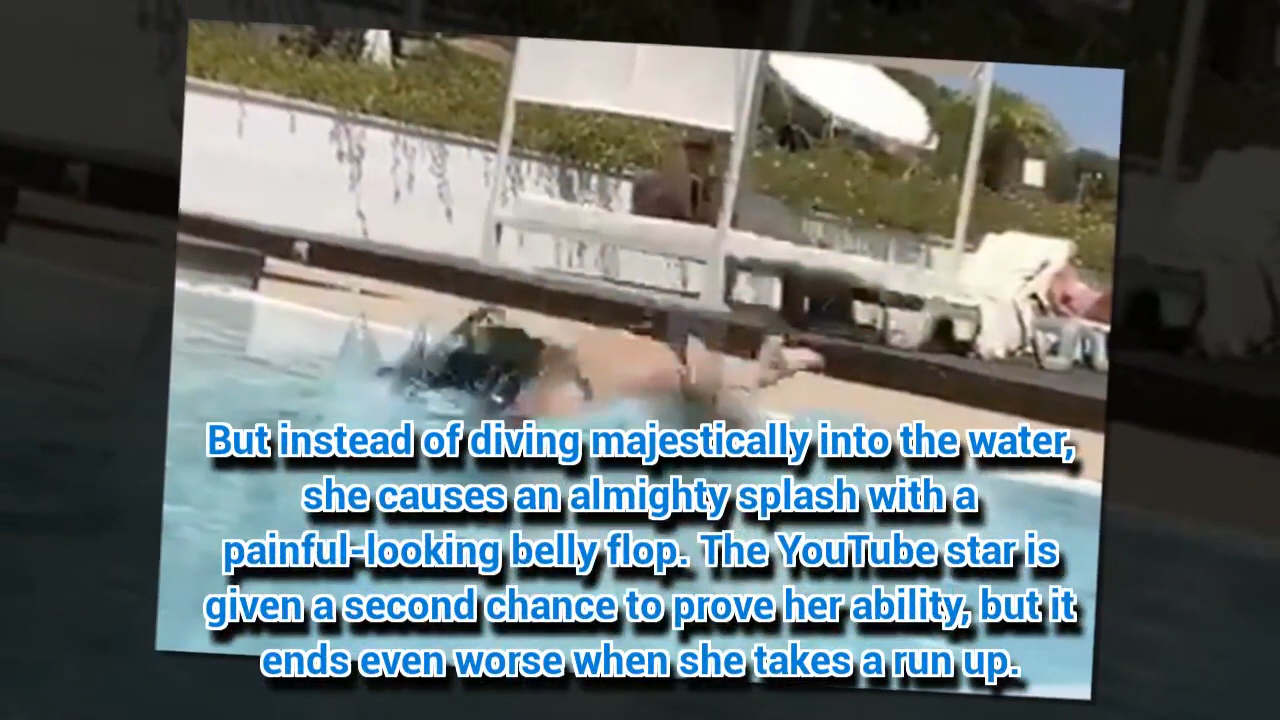 But instead of diving majestically into the water,
she causes an almighty splash with a
painful-looking belly flop. The YouTube star is
given a second chance to prove her ability, but it
ends even worse when she takes a run up.